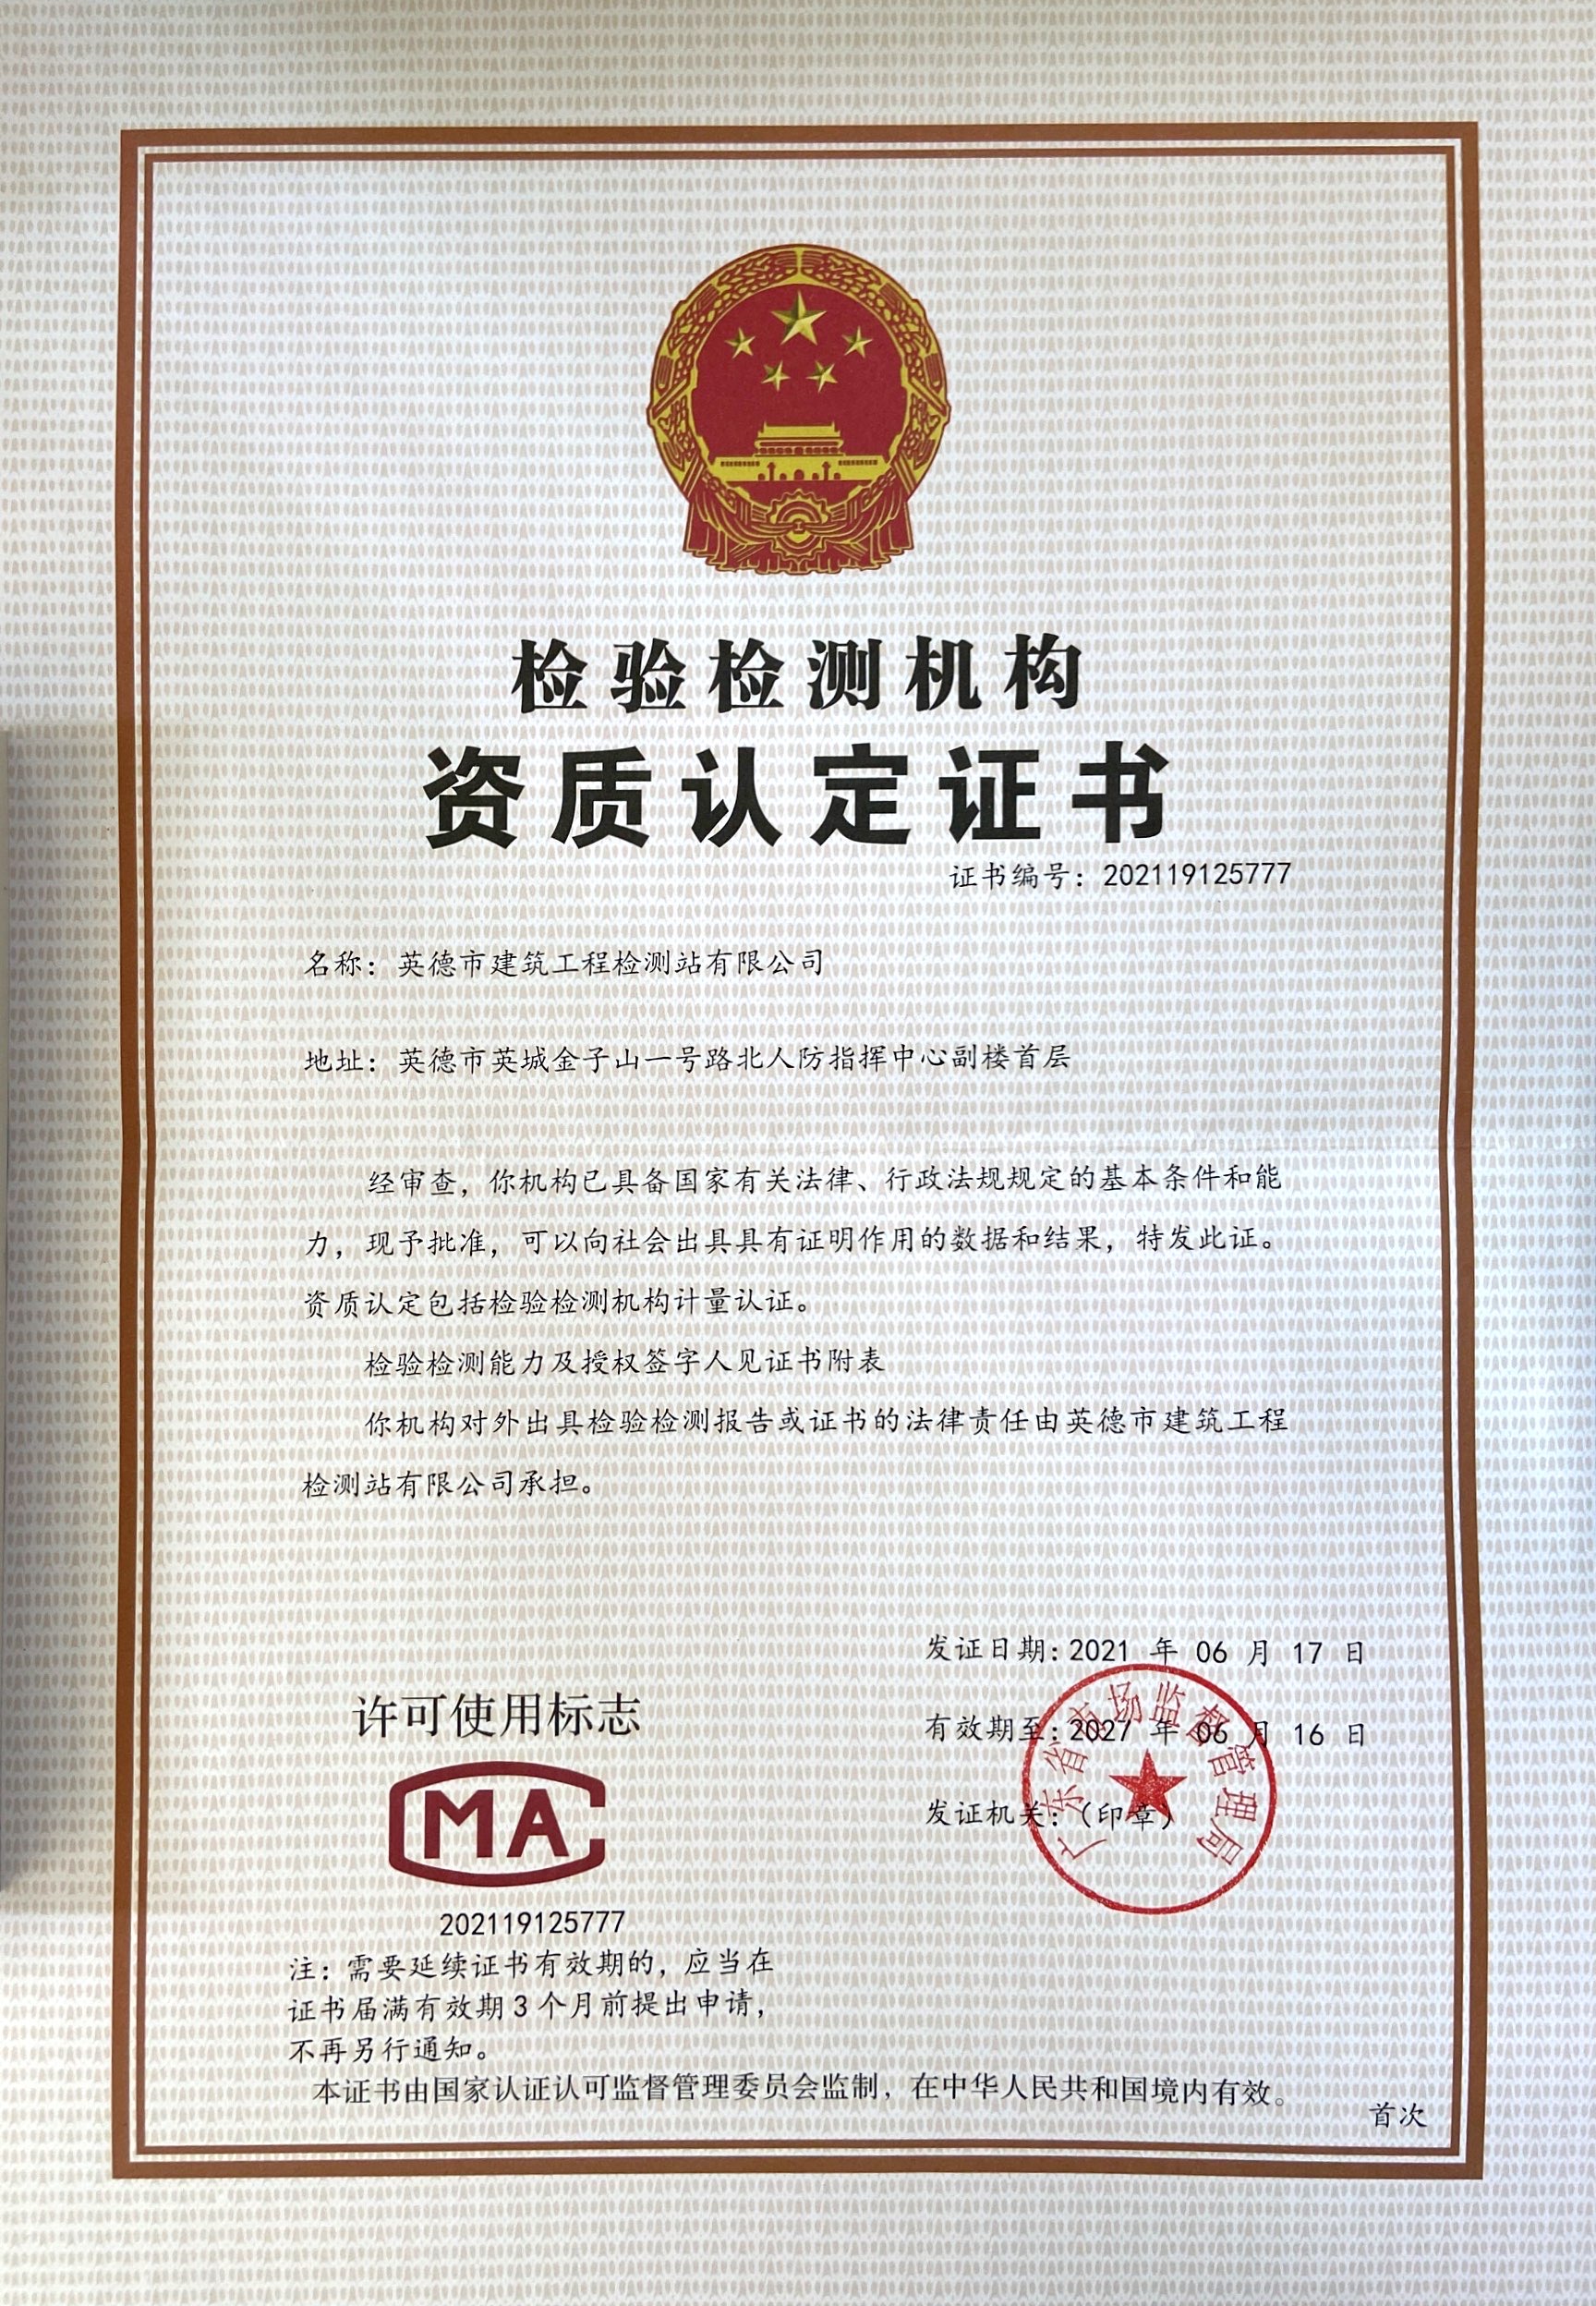 检验检测机构
资质认定证书
证书编号：202119125777
名称：英德市建筑工程检测站有限公司
地址：英德市英城金子山一号路北人防指挥中心副楼首层
经审查，你机构已具备国家有关法律、行政法规规定的基本条件和能
力，现予批准，可以向社会出具具有证明作用的数据和结果，特发此证。
资质认定包括检验检测机构计量认证。
检验检测能力及授权签字人见证书附表
你机构对外出具检验检测报告或证书的法律责任由英德市建筑工程
检测站有限公司承担。
发证日期：2021 年 06 月 17 日
有效期至：2027 年 06 月 16 日
发证机关：（印章）
广东省市场监督管理局
许可使用标志
MA
202119125777
注：需要延续证书有效期的，应当在
证书届满有效期3个月前提出申请，
不再另行通知。
本证书由国家认证认可监督管理委员会监制，在中华人民共和国境内有效。
首次